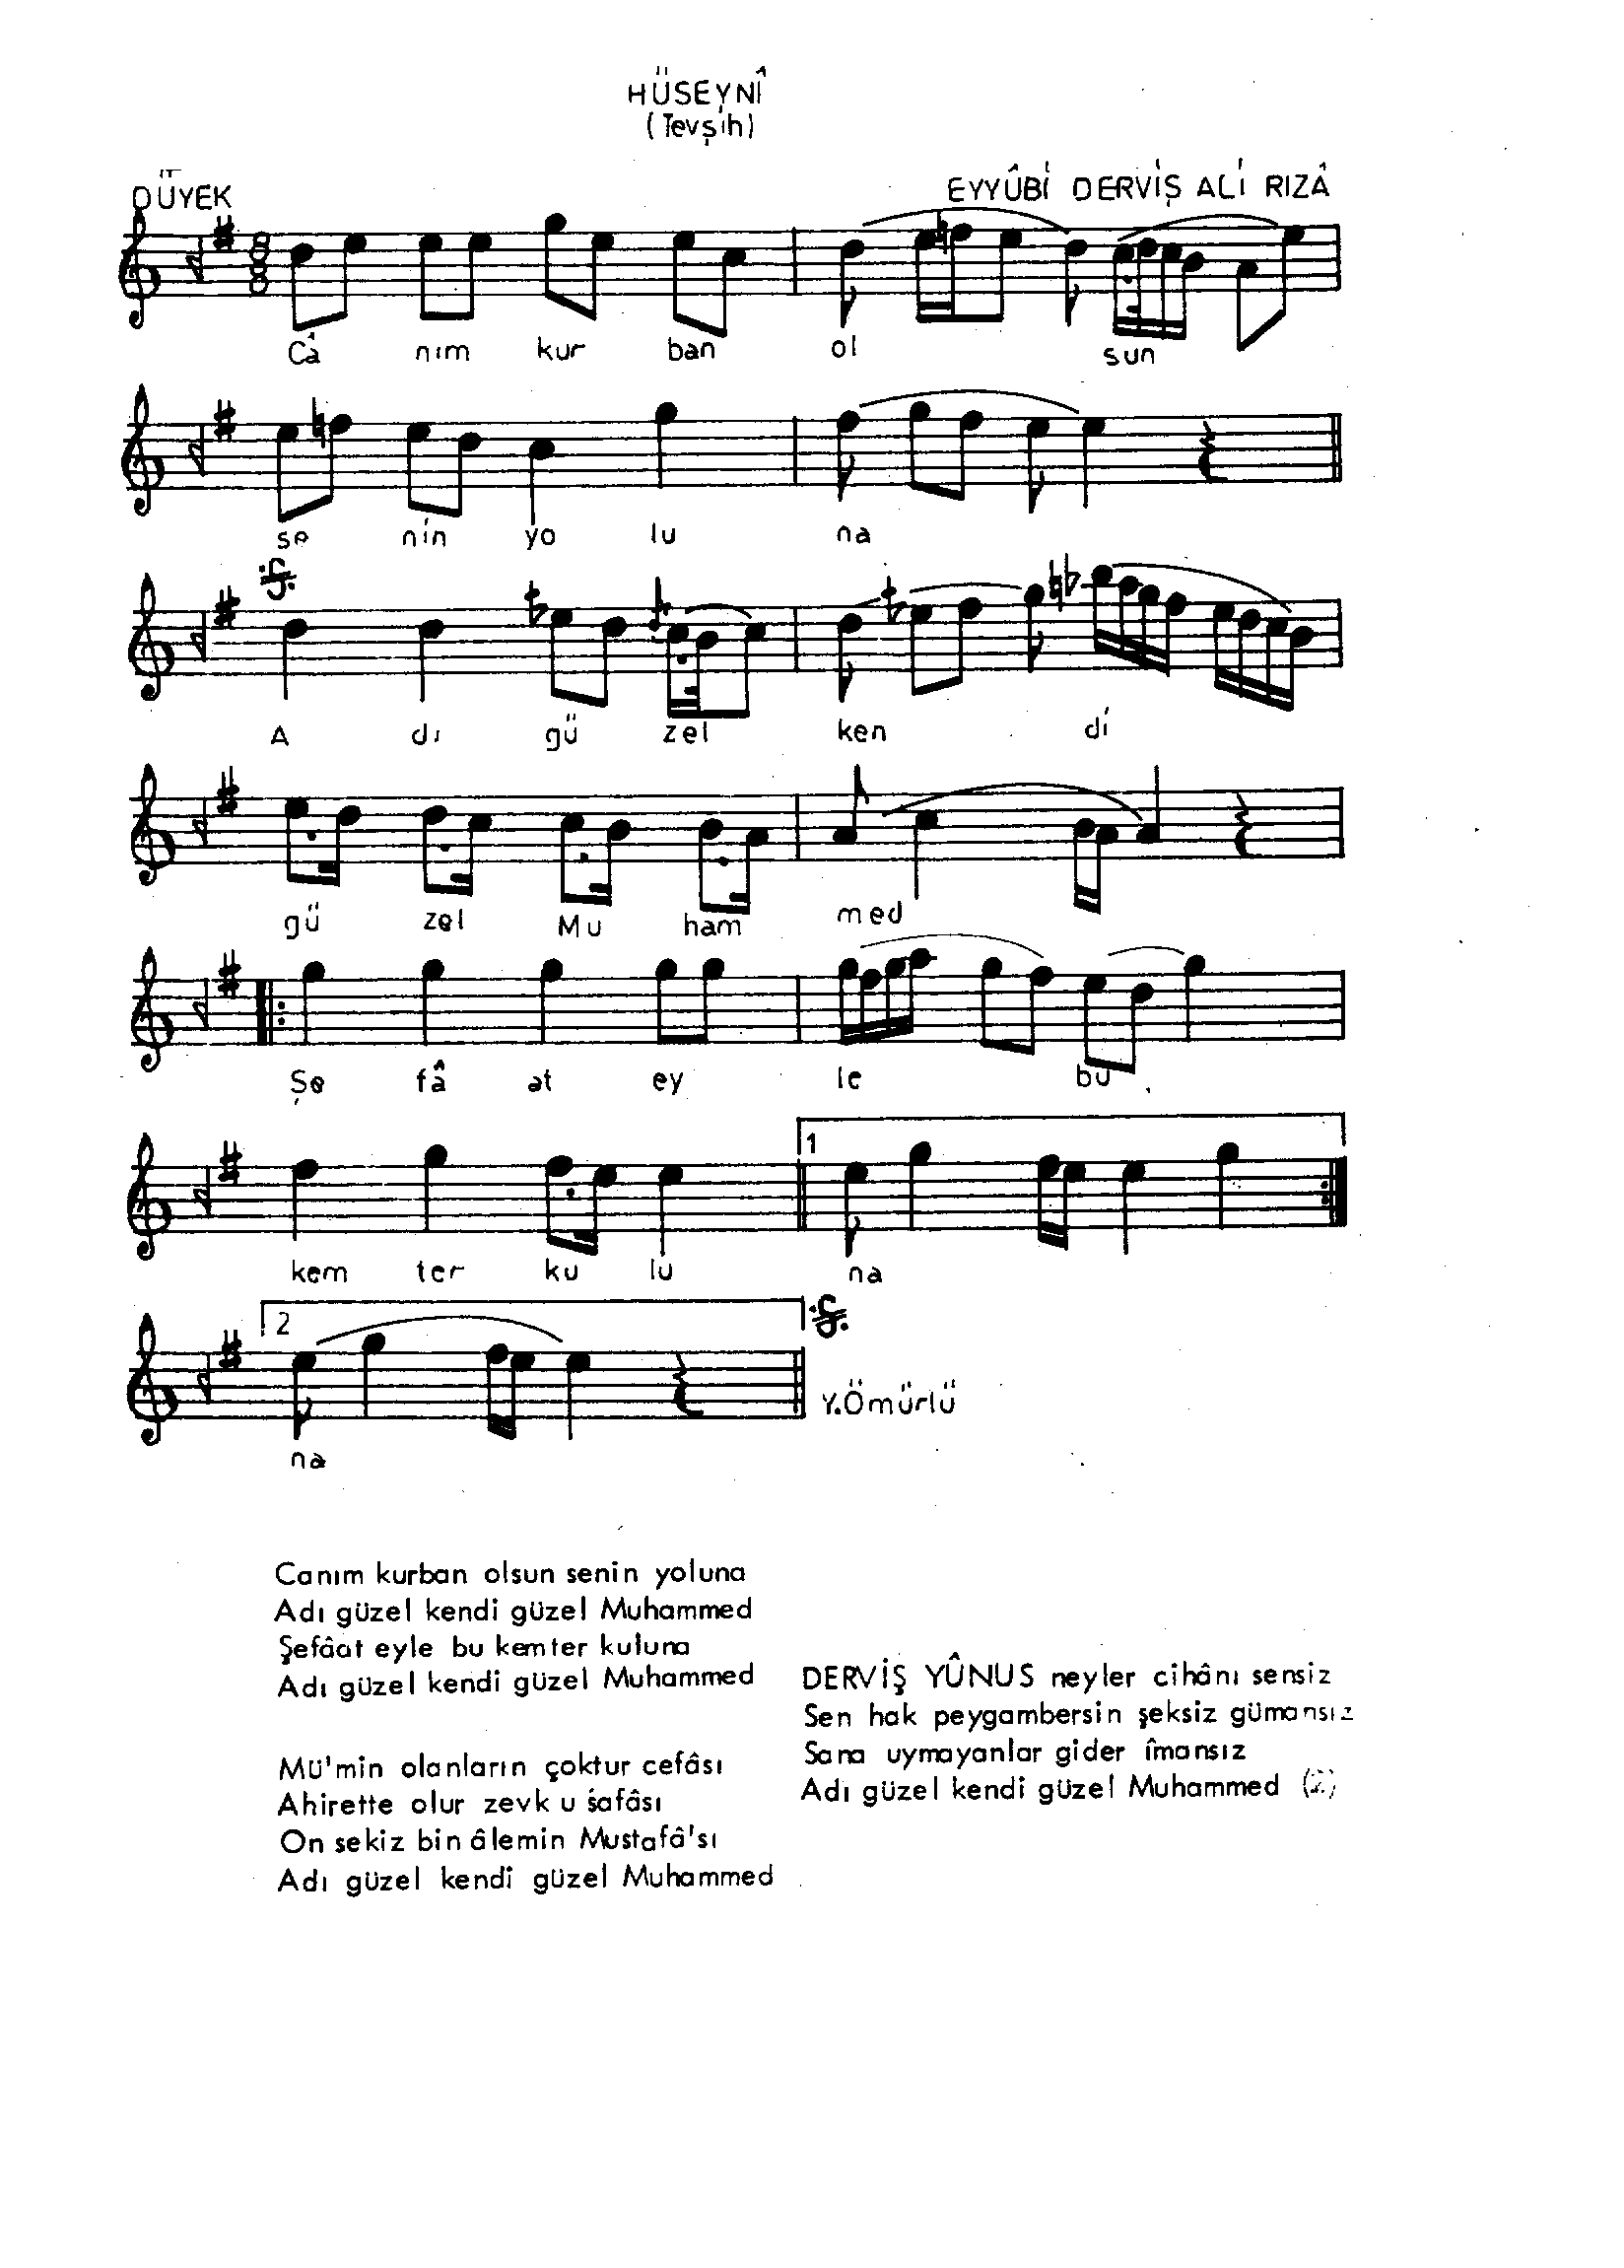 HÜSEYNÎ
(Tevşih)
DÜYEK
EYYÛBİ DERVİŞ ALİ RIZÂ
8
8
Câ nım kur ban ol sun
se nin yo lu na
A dı gü zel ken di
gü zel Mu ham med
Şe fâ at ey le bu
1
kem ter ku lu na
2
Y.Ömürlü
na
Canım kurban olsun senin yoluna
Adı güzel kendi güzel Muhammed
Şefâat eyle bu kemter kuluna
Adı güzel kendi güzel Muhammed
Mü'min olanların çoktur cefâsı
Ahirette olur zevk u safâsı
On sekiz bin âlemin Mustafâ'sı
Adı güzel kendi güzel Muhammed
DERVİŞ YÛNUS neyler cihânı sensiz
Sen hak peygambersin şeksiz gümansız
Sana uymayanlar gider îmansız
Adı güzel kendi güzel Muhammed (2)